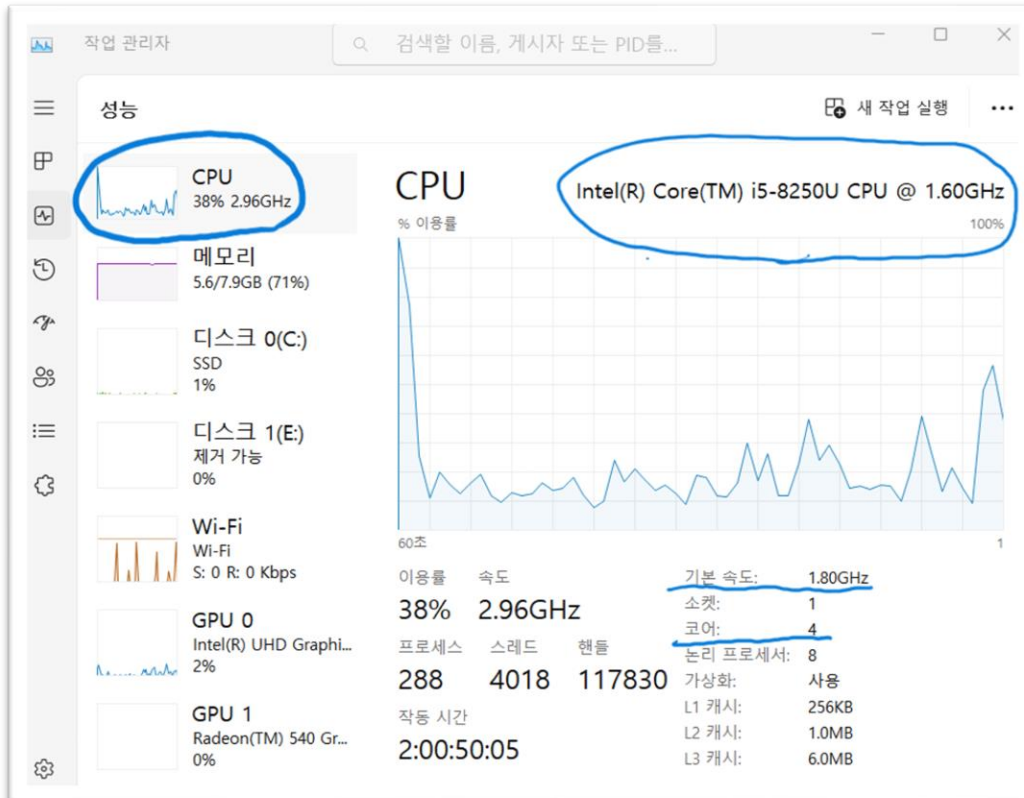 작업 관리자
검색할 이름, 게시자 또는 PID를...
성능
새 작업 실행
CPU
38% 2.96GHz
메모리
5.6/7.9GB (71%)
디스크 0(C:)
SSD
1%
디스크 1(E:)
제거 가능
0%
Wi-Fi
Wi-Fi
S: 0 R: 0 Kbps
GPU 0
Intel(R) UHD Graphi...
2%
GPU 1
Radeon(TM) 540 Gr...
0%
CPU
Intel(R) Core(TM) i5-8250U CPU @ 1.60GHz
% 이용률
100%
60초
1
이용률 속도
38% 2.96GHz
프로세스 스레드 핸들
288 4018 117830
작동 시간
2:00:50:05
기본 속도: 1.80GHz
소켓: 1
코어: 4
논리 프로세서: 8
가상화: 사용
L1 캐시: 256KB
L2 캐시: 1.0MB
L3 캐시: 6.0MB